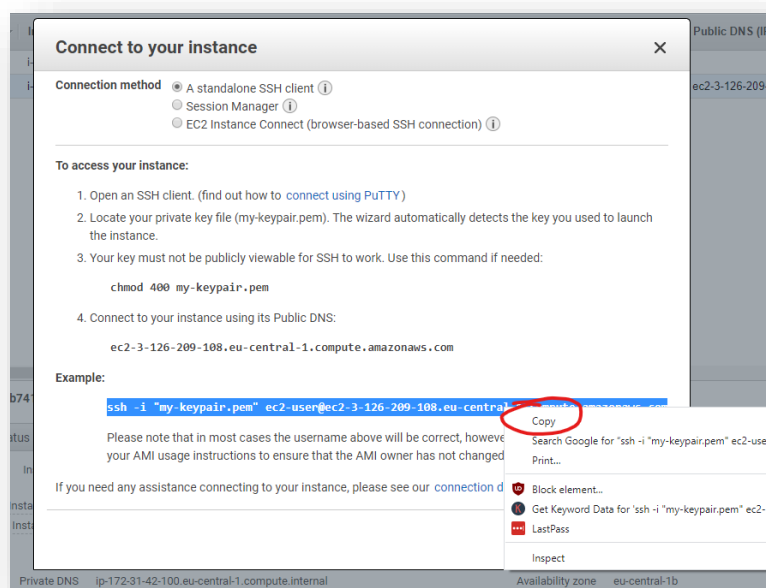 Public DNS (I
Connect to your instance
i-
i-
ec2-3-126-209
Connection method
A standalone SSH client
Session Manager
EC2 Instance Connect (browser-based SSH connection)
To access your instance:
1. Open an SSH client. (find out how to connect using PuTTY)
2. Locate your private key file (my-keypair.pem). The wizard automatically detects the key you used to launch
the instance.
3. Your key must not be publicly viewable for SSH to work. Use this command if needed:
chmod 400 my-keypair.pem
4. Connect to your instance using its Public DNS:
ec2-3-126-209-108.eu-central-1.compute.amazonaws.com
Example:
b741
ssh -i "my-keypair.pem" ec2-user@ec2-3-126-209-108.eu-central
Copy
Please note that in most cases the username above will be correct, howeve
Search Google for 'ssh -i "my-keypair.pem" ec2-use
atus
your AMI usage instructions to ensure that the AMI owner has not changed
Print...
In
If you need any assistance connecting to your instance, please see our connection d
Block element...
Insta
Get Keyword Data for 'ssh -i "my-keypair.pem" ec2-
Insta
LastPass
Inspect
Private DNS ip-172-31-42-100.eu-central-1.compute.internal
Availability zone eu-central-1b